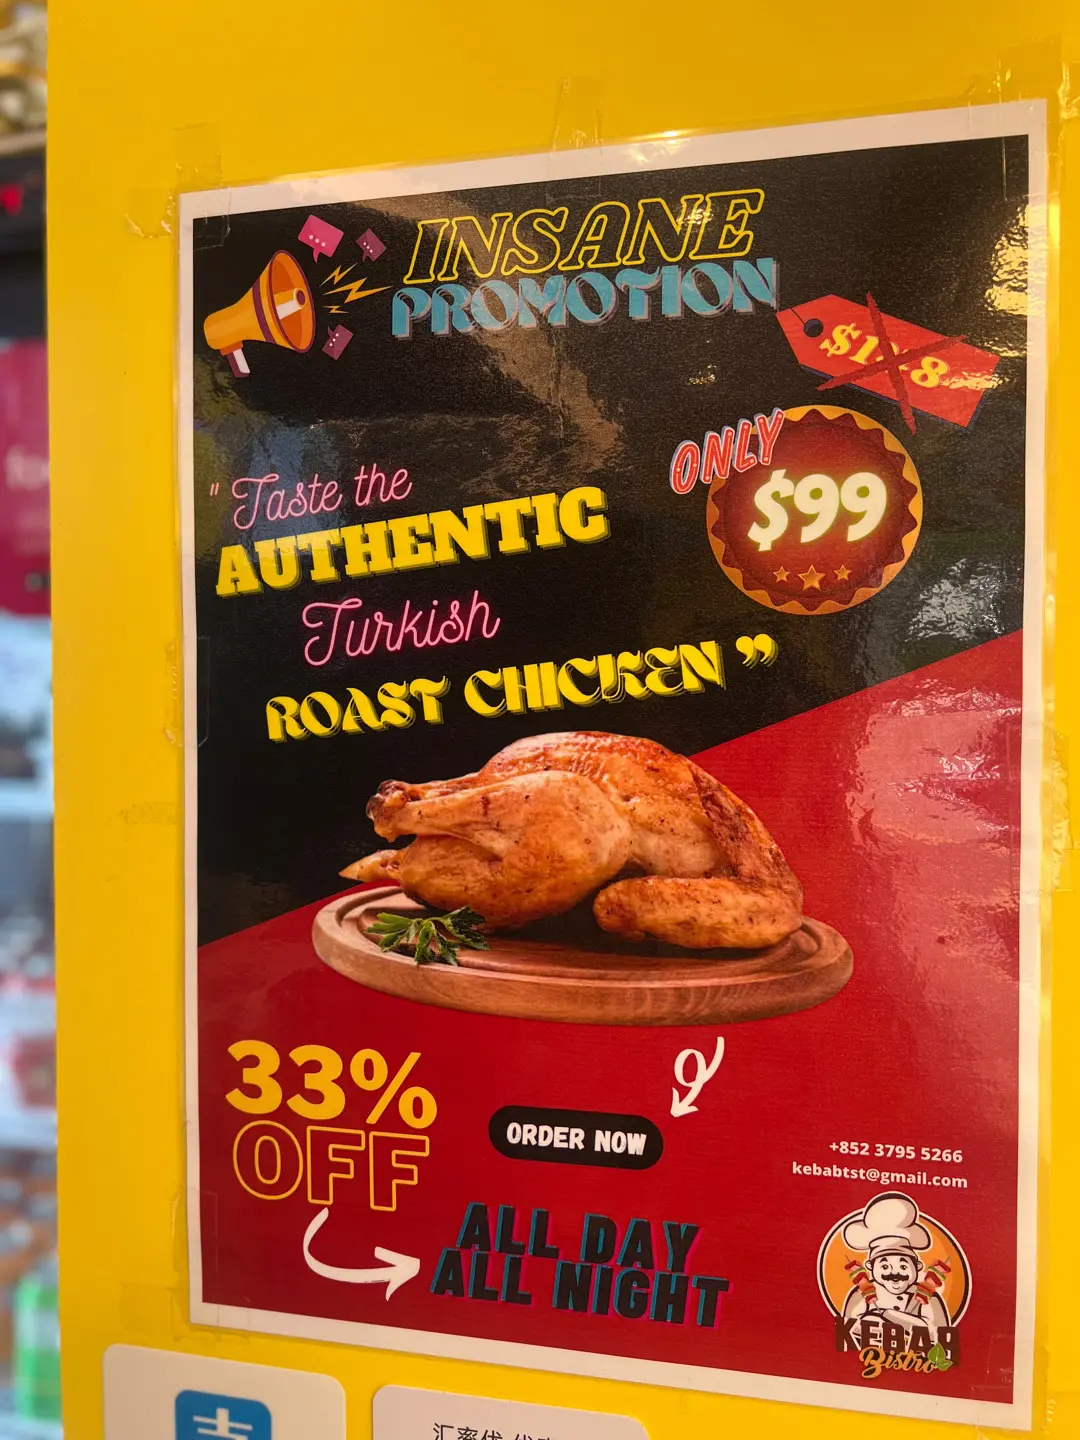 INSANE
PROMOTION
ONLY
$99
" Taste the
AUTHENTIC
Turkish
ROAST CHICKEN ”
33%
OFF
ORDER NOW
ALL DAY
ALL NIGHT
+852 3795 5266
kebabtst@gmail.com
KEBAB
Bistro
支